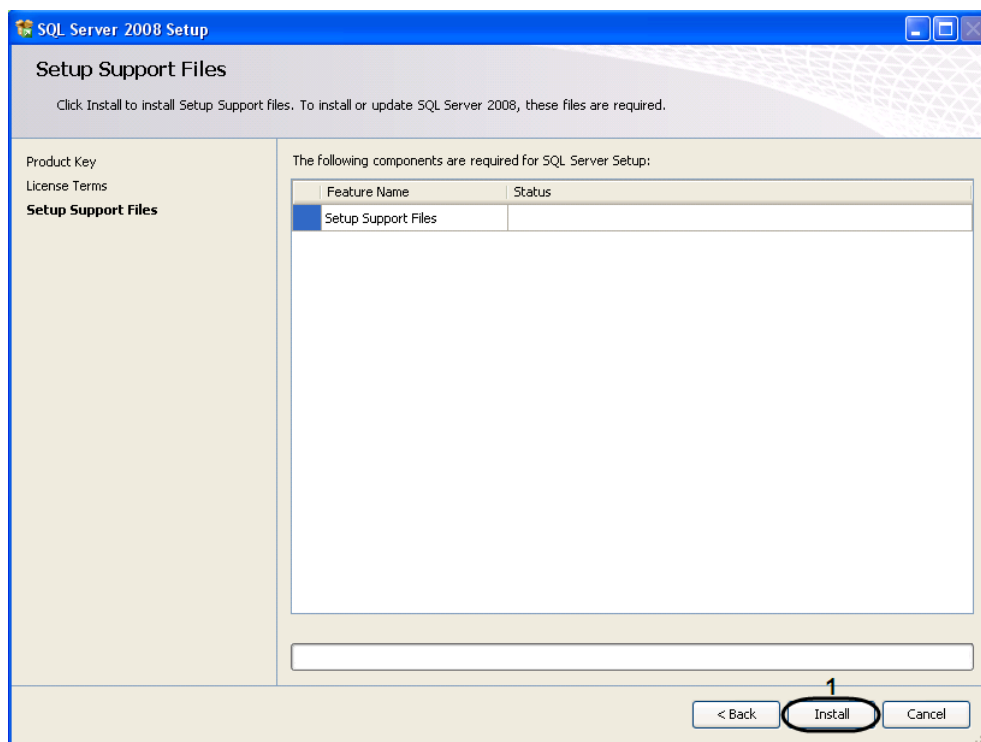 SQL Server 2008 Setup
Setup Support Files
Click Install to install Setup Support files. To install or update SQL Server 2008, these files are required.
Product Key
License Terms
Setup Support Files
The following components are required for SQL Server Setup:
Feature Name Status
Setup Support Files
1
< Back Install Cancel